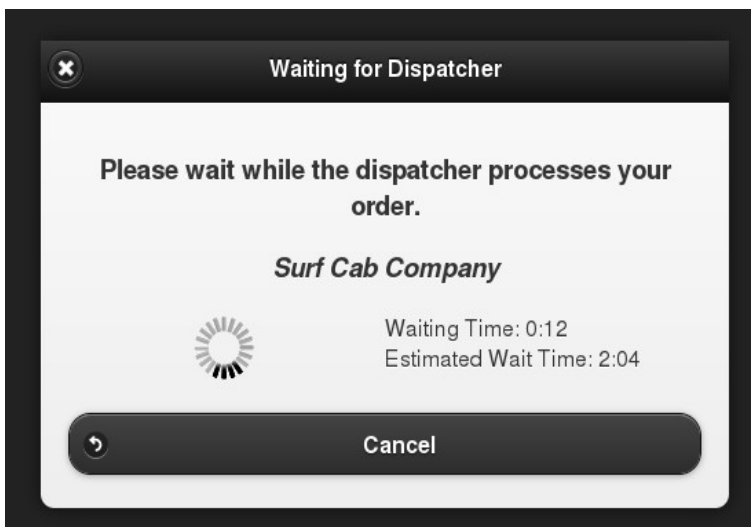 Waiting for Dispatcher
Please wait while the dispatcher processes your
order.
Surf Cab Company
Waiting Time: 0:12
Estimated Wait Time: 2:04
Cancel